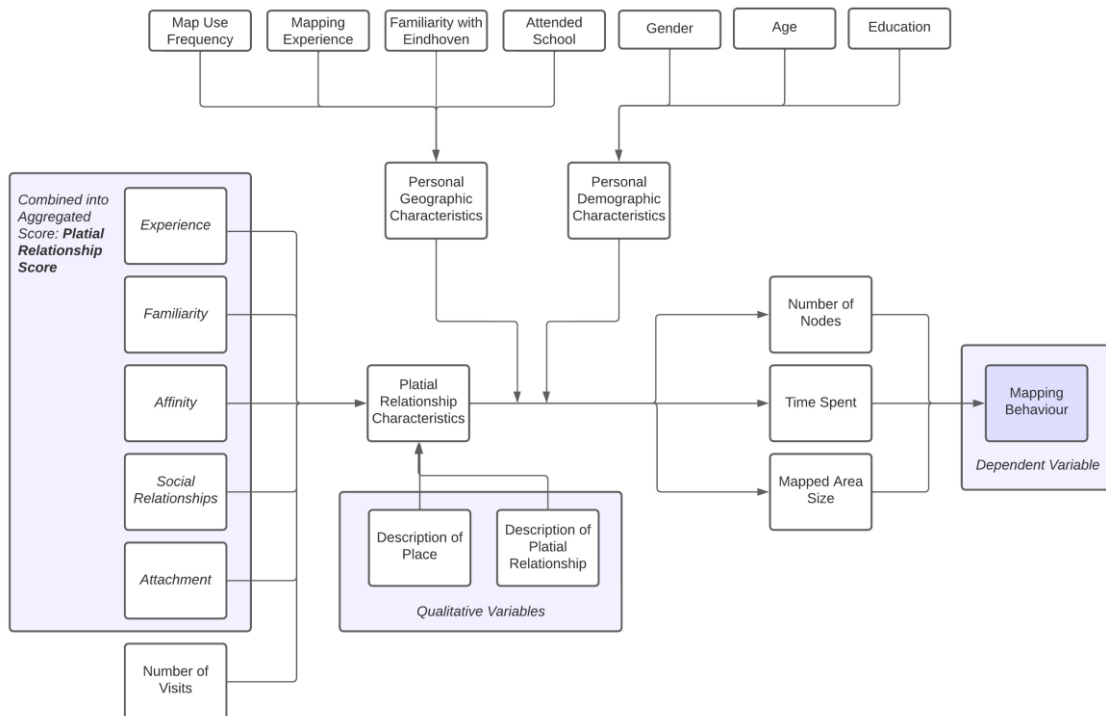 Map Use
Frequency
Mapping
Experience
Familiarity with
Eindhoven
Attended
School
Gender
Age
Education
Personal
Geographic
Characteristics
Personal
Demographic
Characteristics
Combined into
Aggregated
Score: Platial
Relationship
Score
Experience
Familiarity
Affinity
Social
Relationships
Attachment
Number of
Visits
Platial
Relationship
Characteristics
Description of
Place
Description of
Platial
Relationship
Qualitative Variables
Number of
Nodes
Time Spent
Mapped Area
Size
Mapping
Behaviour
Dependent Variable